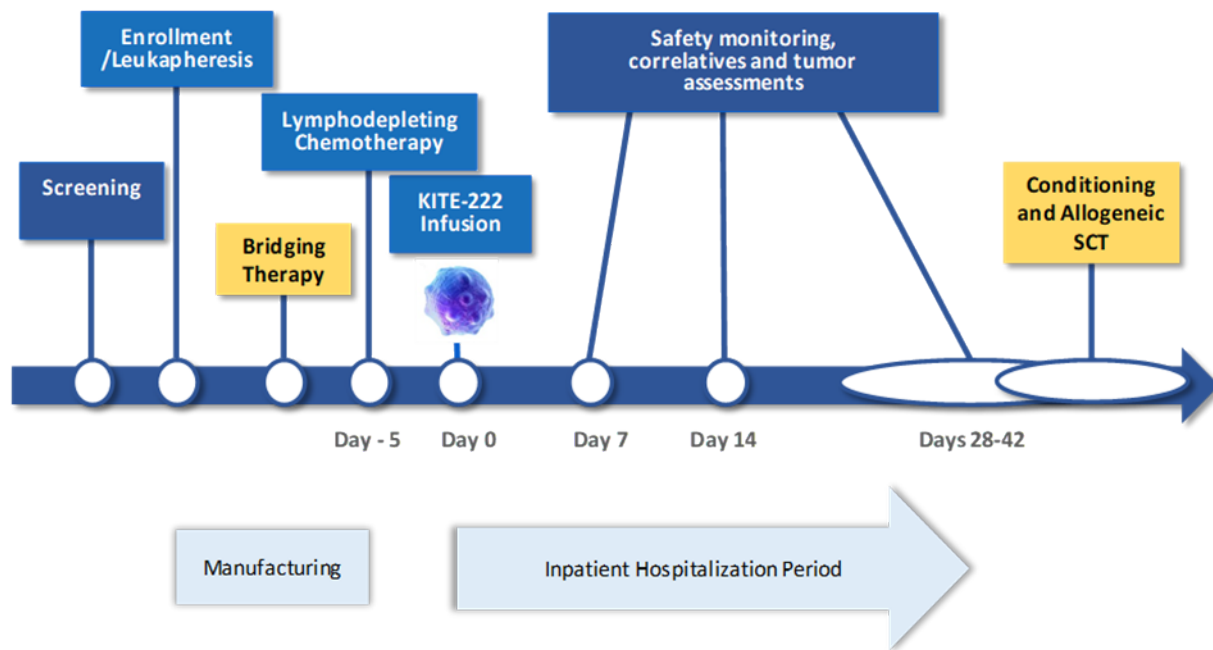 Enrollment
/Leukapheresis
Safety monitoring,
correlatives and tumor
assessments
Lymphodepleting
Chemotherapy
Screening
KITE-222
Infusion
Conditioning
and Allogeneic
SCT
Bridging
Therapy
Day - 5
Day 0
Day 7
Day 14
Days 28-42
Manufacturing
Inpatient Hospitalization Period